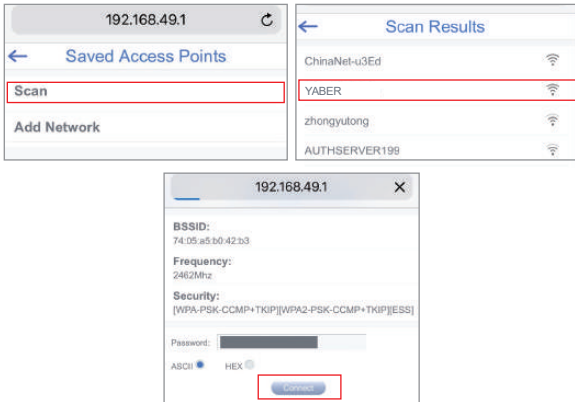 192.168.49.1
Saved Access Points
Scan
Add Network
Scan Results
ChinaNet-u3Ed
YABER
zhongyutong
AUTHSERVER199
192.168.49.1
BSSID:
74:05:a5:b0:42:b3
Frequency:
2462Mhz
Security:
[WPA-PSK-CCMP+TKIP][WPA2-PSK-CCMP+TKIP][ESS]
Password:
ASCII HEX
Connect